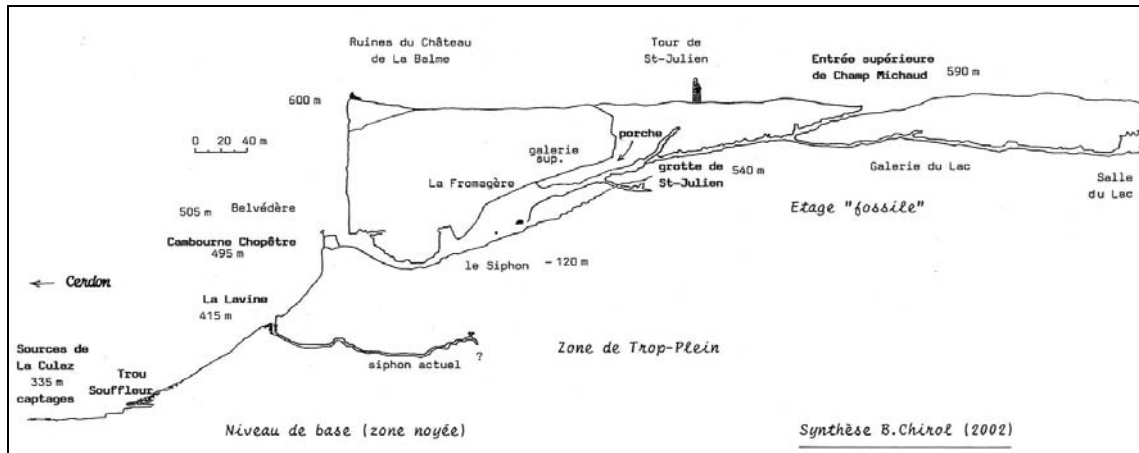 Ruines du Château
de La Balme
Tour de
St-Julien
Entrée supérieure
de Champ Michaud
590 m
600 m
0 20 40 m
porche
galerie
sup.
grotte de
St-Julien
540 m
Galerie du Lac
Salle
du Lac
La Fromagère
505 m Belvédère
Etage "fossile"
Cambourne Chopêtre
495 m
le Siphon - 120 m
← Cerdon
La Lavine
415 m
Zone de Trop-Plein
siphon actuel
?
Sources de
La Culaz
335 m
captages
Trou
Souffleur
Niveau de base (zone noyée)
Synthèse B.Chirol (2002)